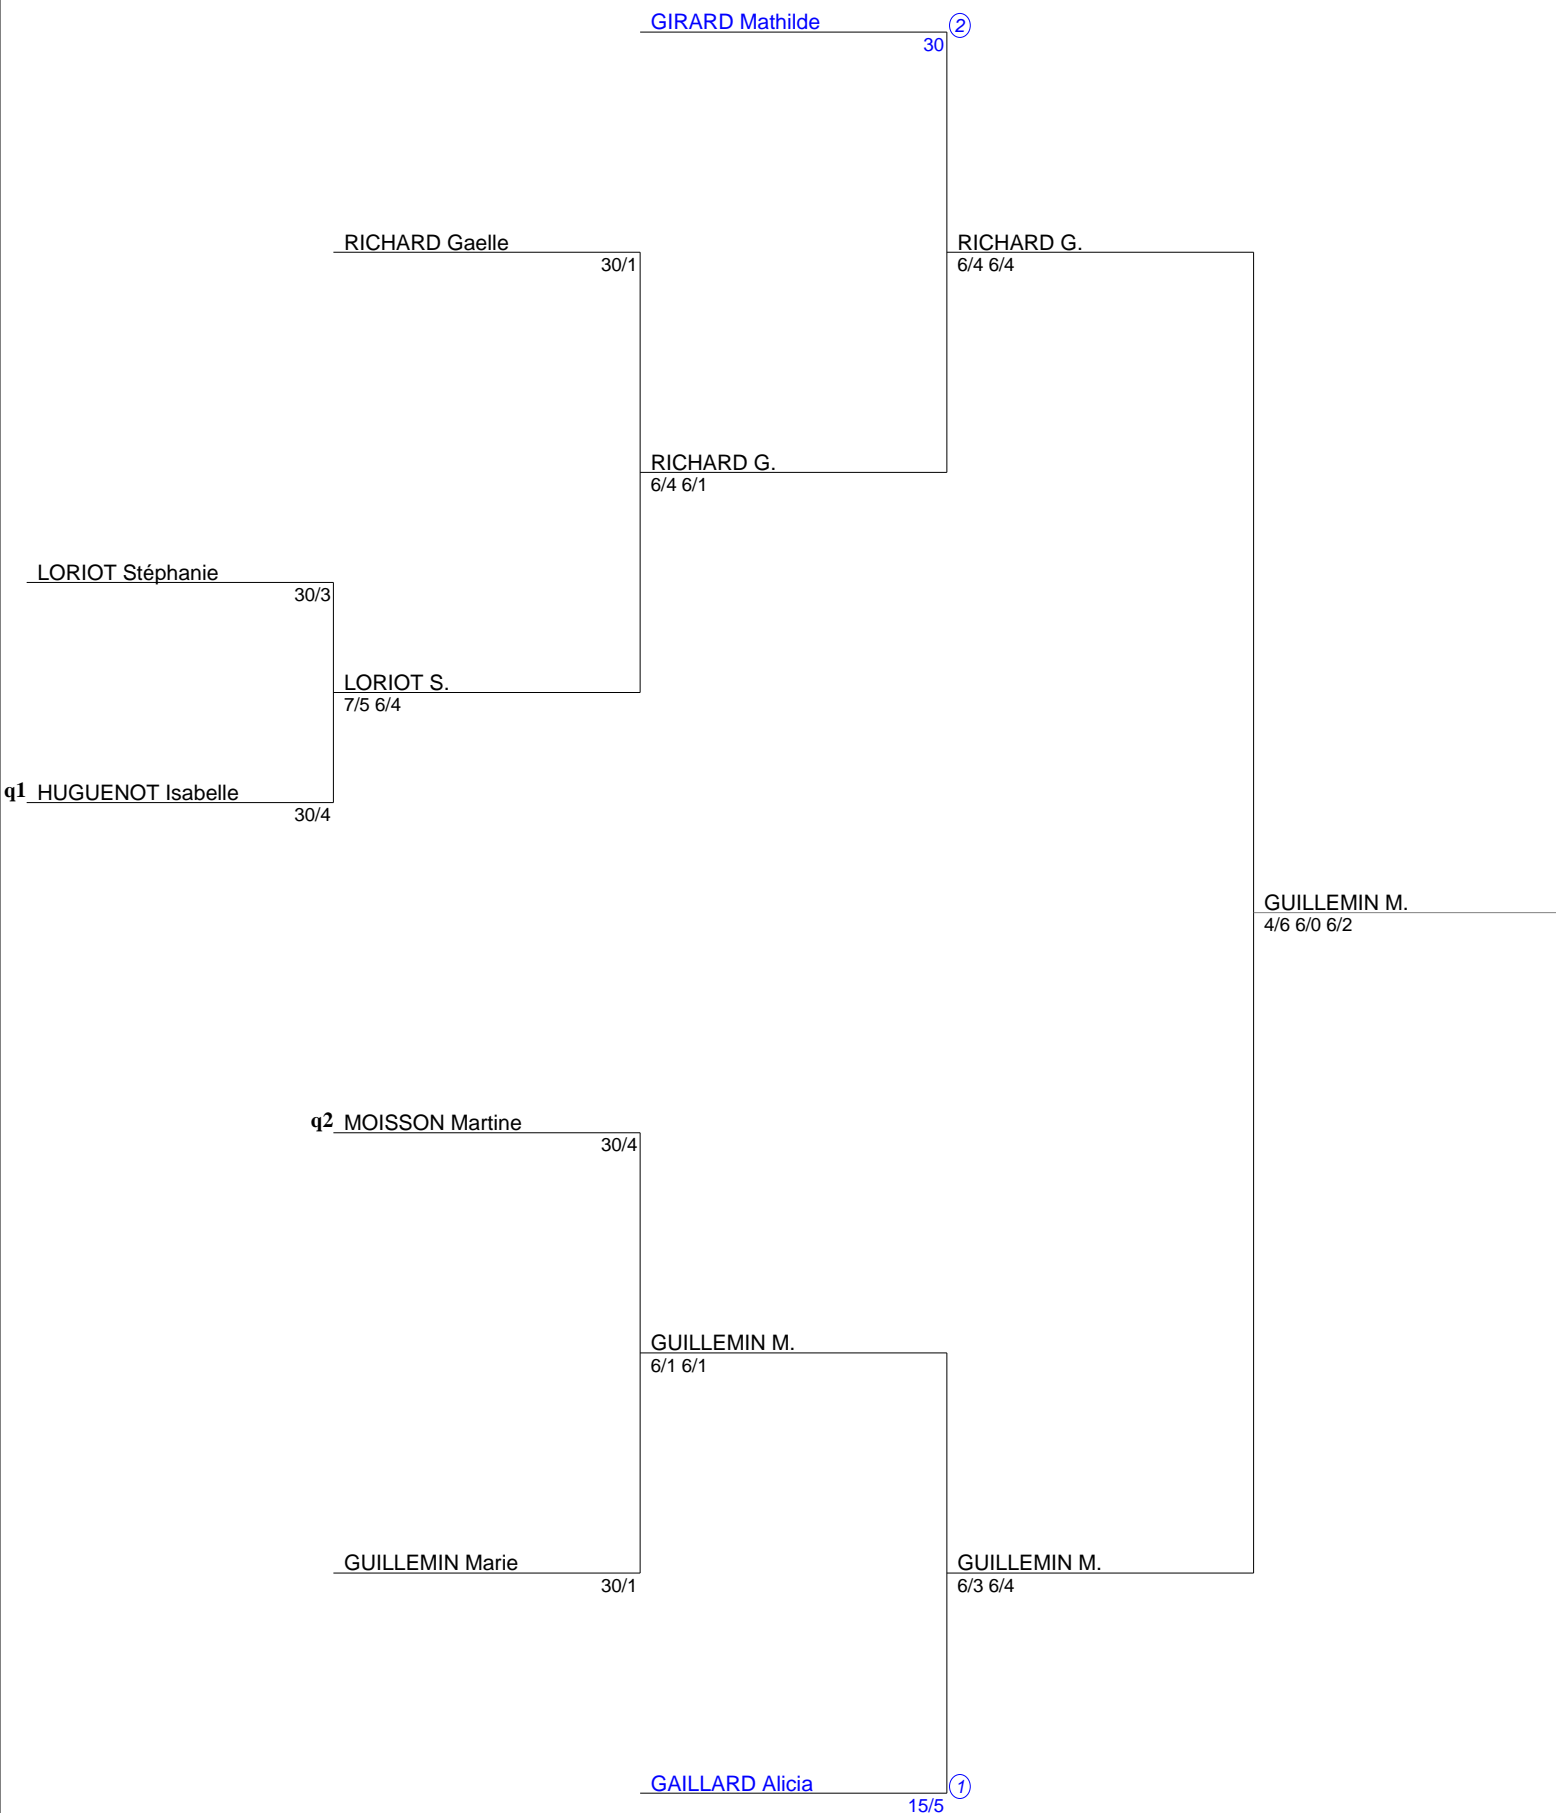 GIRARD Mathilde 2
30
RICHARD Gaelle
30/1
RICHARD G.
6/4 6/4
RICHARD G.
6/4 6/1
LORIOT Stéphanie
30/3
LORIOT S.
7/5 6/4
q1 HUGUENOT Isabelle
30/4
GUILLEMIN M.
4/6 6/0 6/2
q2 MOISSON Martine
30/4
GUILLEMIN M.
6/1 6/1
GUILLEMIN Marie
30/1
GUILLEMIN M.
6/3 6/4
GAILLARD Alicia 1
15/5